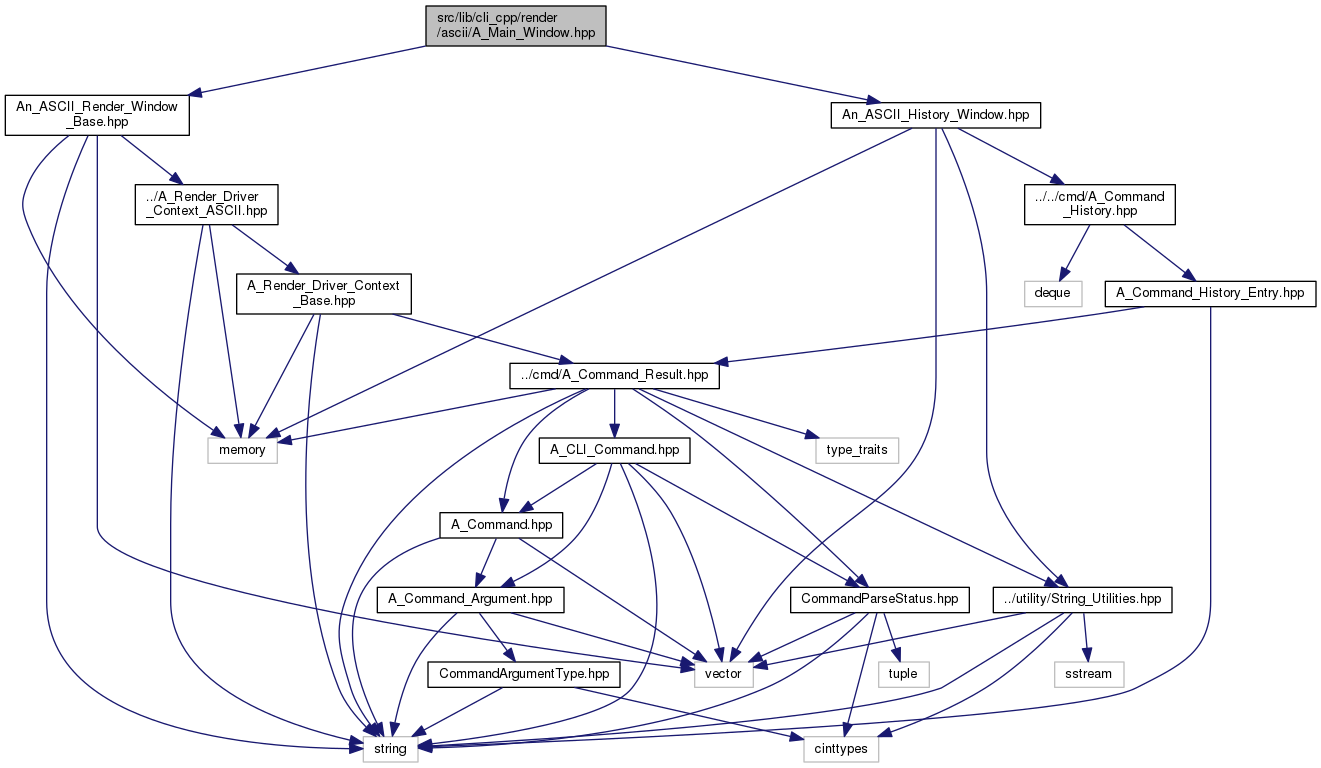 src/lib/cli_cpp/render
/ascii/A_Main_Window.hpp
An_ASCII_Render_Window
_Base.hpp
An_ASCII_History_Window.hpp
../A_Render_Driver
_Context_ASCII.hpp
../../cmd/A_Command
_History.hpp
A_Render_Driver_Context
_Base.hpp
deque
A_Command_History_Entry.hpp
../cmd/A_Command_Result.hpp
memory
A_CLI_Command.hpp
type_traits
A_Command.hpp
A_Command_Argument.hpp
CommandParseStatus.hpp
../utility/String_Utilities.hpp
CommandArgumentType.hpp
vector
tuple
sstream
string
cinttypes